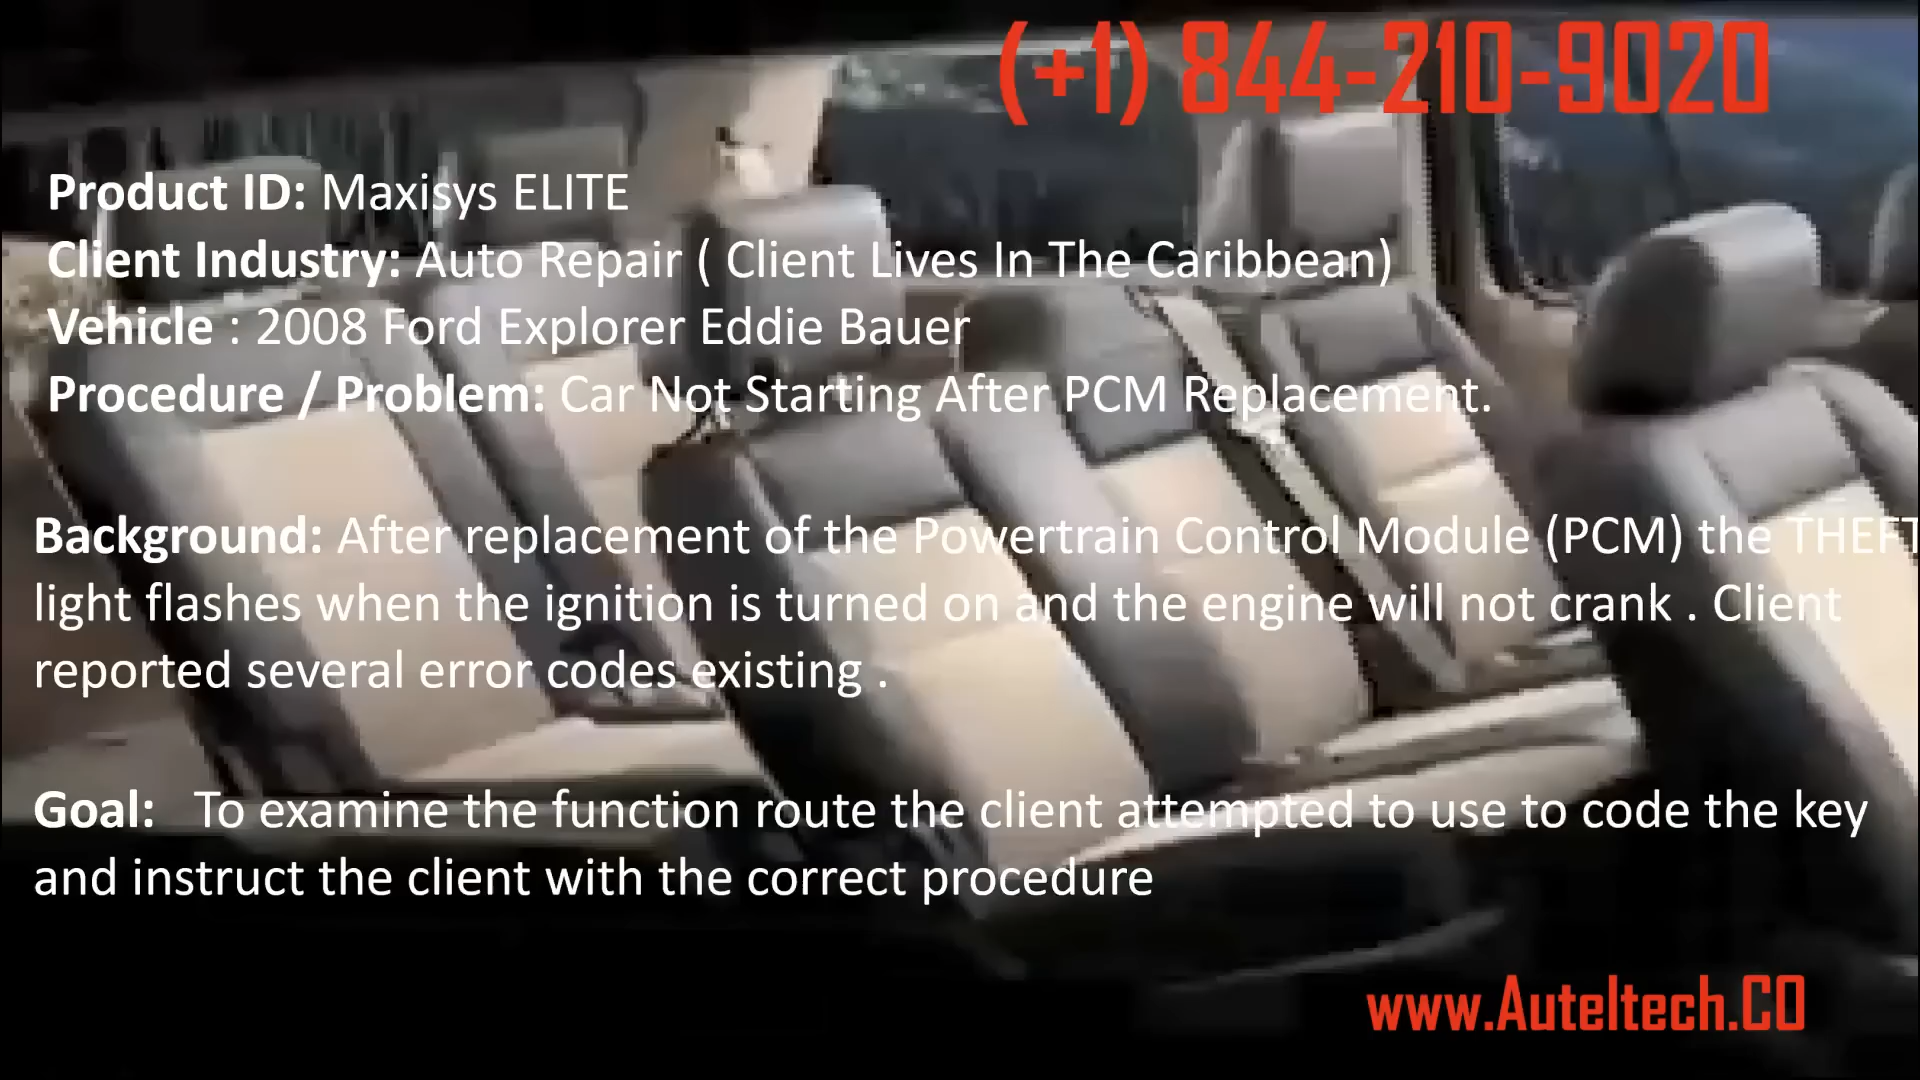 (+1) 844-210-9020
Product ID: Maxisys ELITE
Client Industry: Auto Repair ( Client Lives In The Caribbean)
Vehicle : 2008 Ford Explorer Eddie Bauer
Procedure / Problem: Car Not Starting After PCM Replacement.
Background: After replacement of the Powertrain Control Module (PCM) the THEFT
light flashes when the ignition is turned on and the engine will not crank . Client
reported several error codes existing .
Goal: To examine the function route the client attempted to use to code the key
and instruct the client with the correct procedure
www.Auteltech.CO